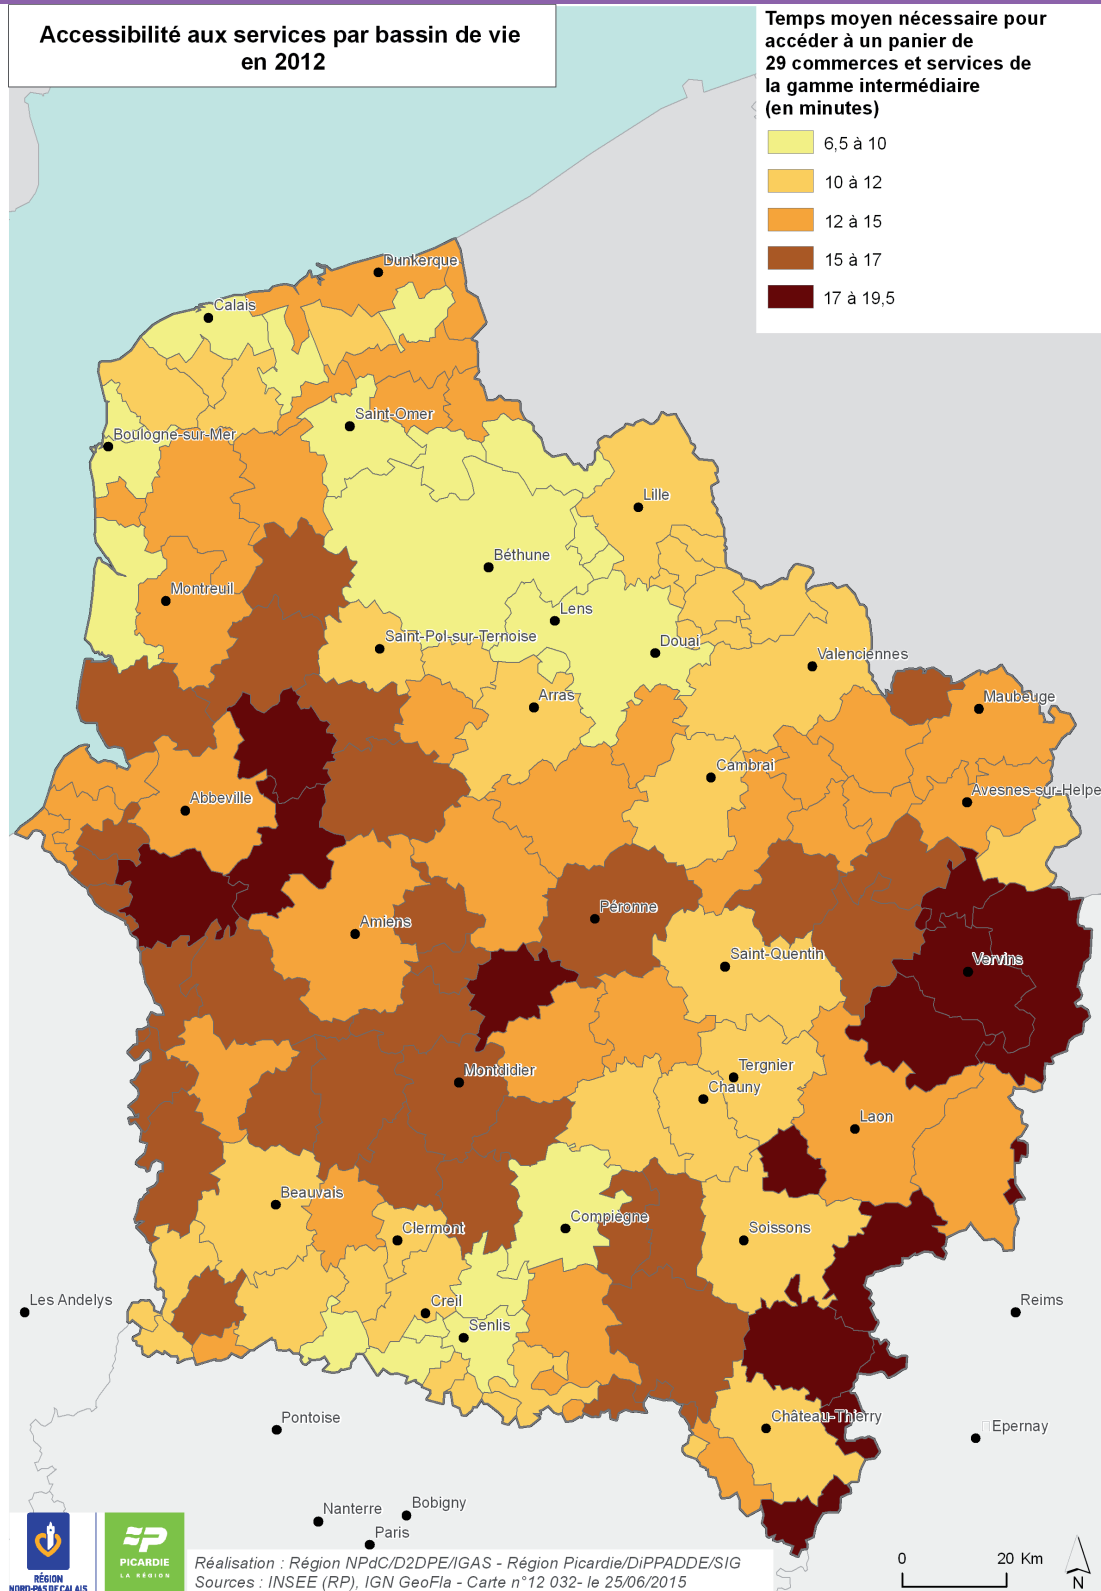 Accessibilité aux services par bassin de vie
en 2012
Temps moyen nécessaire pour
accéder à un panier de
29 commerces et services de
la gamme intermédiaire
(en minutes)
6,5 à 10
10 à 12
12 à 15
15 à 17
17 à 19,5
Dunkerque
Calais
Saint-Omer
Boulogne-sur-Mer
Lille
Béthune
Montreuil
Lens
Saint-Pol-sur-Ternoise
Douai
Valenciennes
Arras
Maubeuge
Cambrai
Abbeville
Avesnes-sur-Helpe
Péronne
Amiens
Saint-Quentin
Vervins
Tergnier
Montdidier
Chauny
Laon
Beauvais
Compiègne
Clermont
Soissons
Les Andelys
Creil
Reims
Senlis
Pontoise
Château-Thierry
Epernay
Nanterre
Bobigny
Paris
RÉGION
NORD-PAS DE CALAIS
PICARDIE
LA RÉGION
Réalisation : Région NPdC/D2DPE/IGAS - Région Picardie/DiPPADDE/SIG
Sources : INSEE (RP), IGN GeoFla - Carte n°12 032- le 25/06/2015
0 20 Km
N